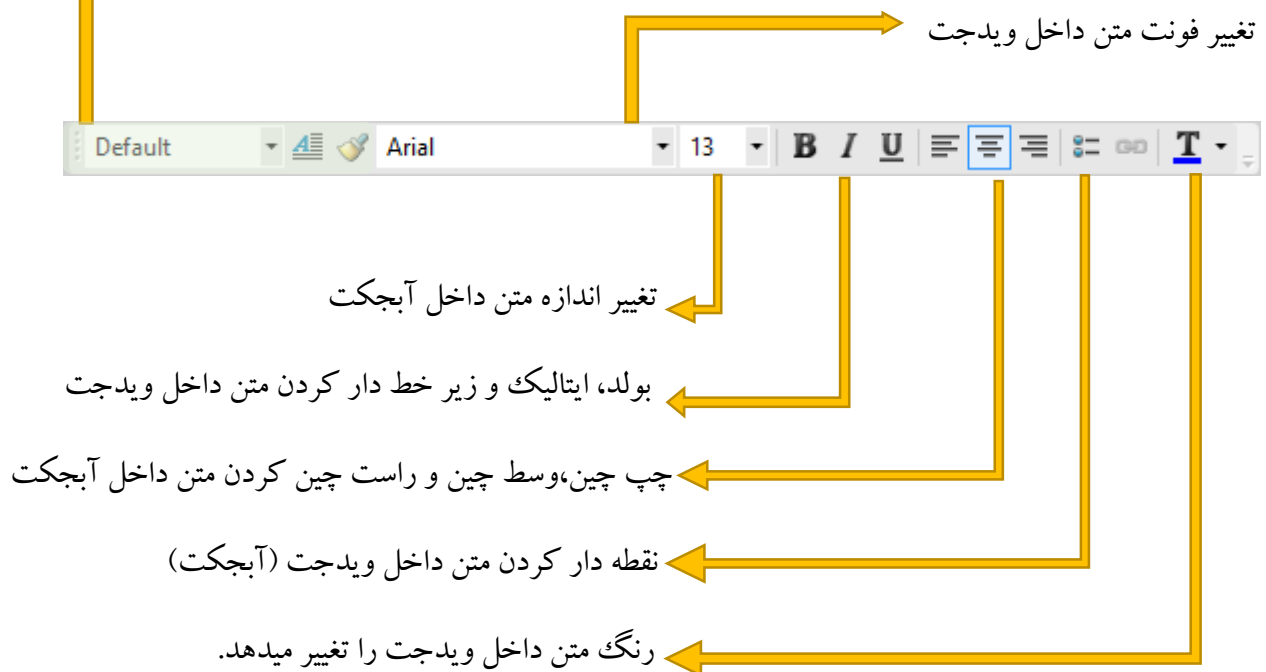 تغییر فونت متن داخل ویدجت
Default Arial 13 B I U T
تغییر اندازه متن داخل آبجکت
بولد، ایتالیک و زیر خط دار کردن متن داخل ویدجت
چپ چین،وسط چین و راست چین کردن متن داخل آبجکت
نقطه دار کردن متن داخل ویدجت (آبجکت)
رنگ متن داخل ویدجت را تغییر میدهد.